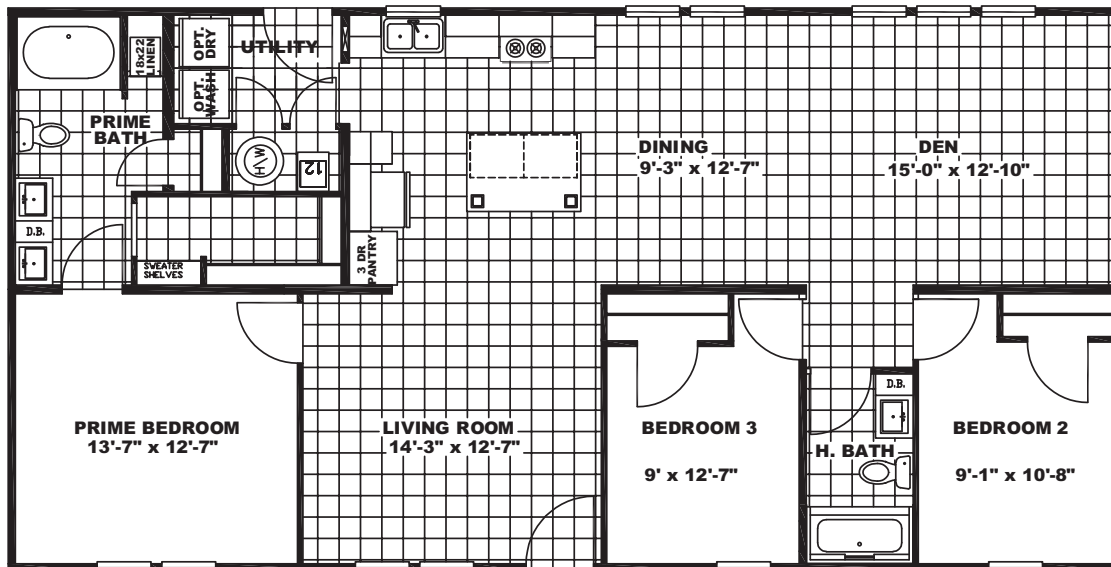 18x22
LINEN
OPT.
DRY
UTILITY
OPT.
WASH
PRIME
BATH
H/W
12
D.B.
SWEATER
SHELVES
3 DR
PANTRY
DINING
9'-3" x 12'-7"
DEN
15'-0" x 12'-10"
PRIME BEDROOM
13'-7" x 12'-7"
LIVING ROOM
14'-3" x 12'-7"
BEDROOM 3
9' x 12'-7"
D.B.
H. BATH
BEDROOM 2
9'-1" x 10'-8"